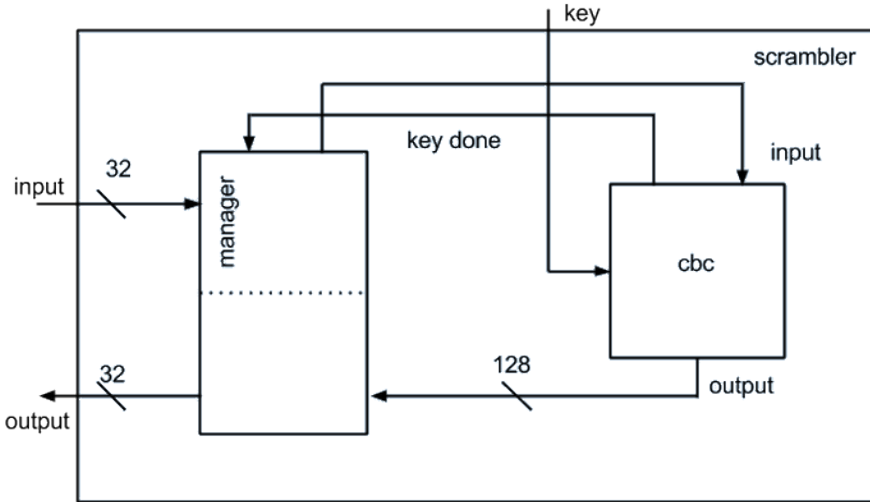 key
scrambler
key done
input
32
input
manager
cbc
128
output
32
output